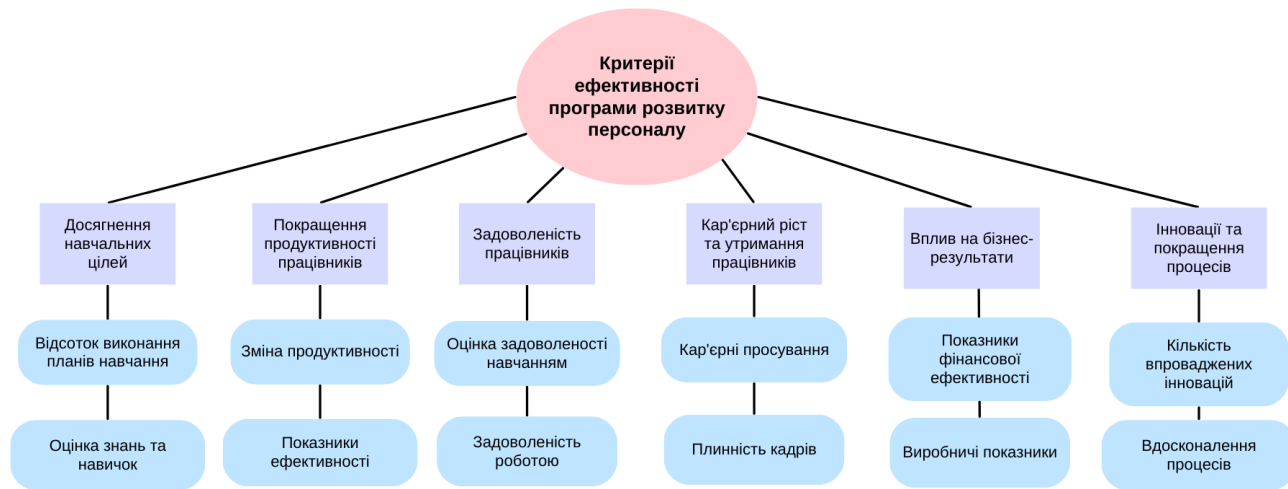 Критерії
ефективності
програми розвитку
персоналу
Досягнення
навчальних
цілей
Покращення
продуктивності
працівників
Задоволеність
працівників
Кар'єрний ріст
та утримання
працівників
Вплив на бізнес-
результати
Інновації та
покращення
процесів
Відсоток виконання
планів навчання
Зміна продуктивності
Оцінка задоволеності
навчанням
Кар'єрні просування
Показники
фінансової
ефективності
Кількість
впроваджених
інновацій
Оцінка знань та
навичок
Показники
ефективності
Задоволеність
роботою
Плинність кадрів
Виробничі показники
Вдосконалення
процесів